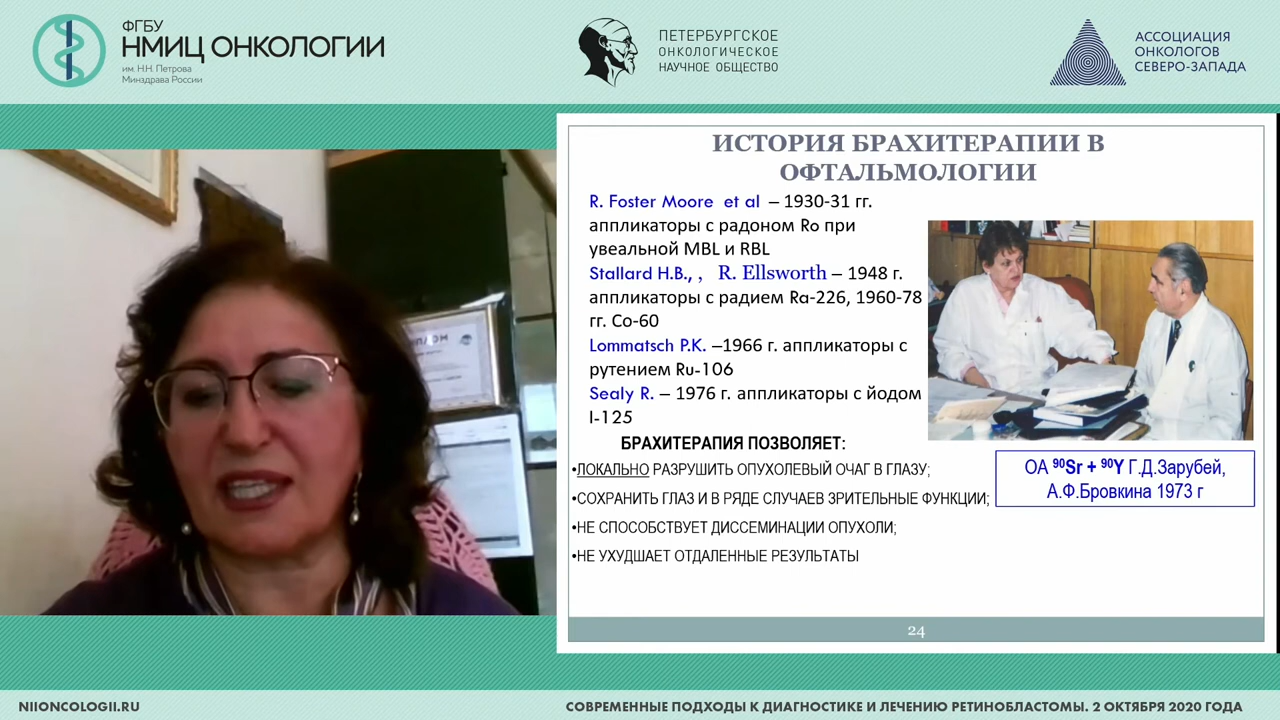 ФГБУ
НМИЦ ОНКОЛОГИИ
им. Н.Н. Петрова
Минздрава России
ПЕТЕРБУРГСКОЕ
ОНКОЛОГИЧЕСКОЕ
НАУЧНОЕ ОБЩЕСТВО
АССОЦИАЦИЯ
ОНКОЛОГОВ
СЕВЕРО-ЗАПАДА
ИСТОРИЯ БРАХИТЕРАПИИ В
ОФТАЛЬМОЛОГИИ
R. Foster Moore et al – 1930-31 гг.
аппликаторы с радоном Ro при
увеальной MBL и RBL
Stallard H.B., , R. Ellsworth – 1948 г.
аппликаторы с радием Ra-226, 1960-78
гг. Co-60
Lommatsch P.K. –1966 г. аппликаторы с
рутением Ru-106
Sealy R. – 1976 г. аппликаторы с йодом
I-125
БРАХИТЕРАПИЯ ПОЗВОЛЯЕТ:
•ЛОКАЛЬНО РАЗРУШИТЬ ОПУХОЛЕВЫЙ ОЧАГ В ГЛАЗУ;
•СОХРАНИТЬ ГЛАЗ И В РЯДЕ СЛУЧАЕВ ЗРИТЕЛЬНЫЕ ФУНКЦИИ;
•НЕ СПОСОБСТВУЕТ ДИССЕМИНАЦИИ ОПУХОЛИ;
•НЕ УХУДШАЕТ ОТДАЛЕННЫЕ РЕЗУЛЬТАТЫ
ОА ⁹⁰Sr + ⁹⁰Y Г.Д.Зарубей,
А.Ф.Бровкина 1973 г
24
NIIONCOLOGII.RU
СОВРЕМЕННЫЕ ПОДХОДЫ К ДИАГНОСТИКЕ И ЛЕЧЕНИЮ РЕТИНОБЛАСТОМЫ. 2 ОКТЯБРЯ 2020 ГОДА